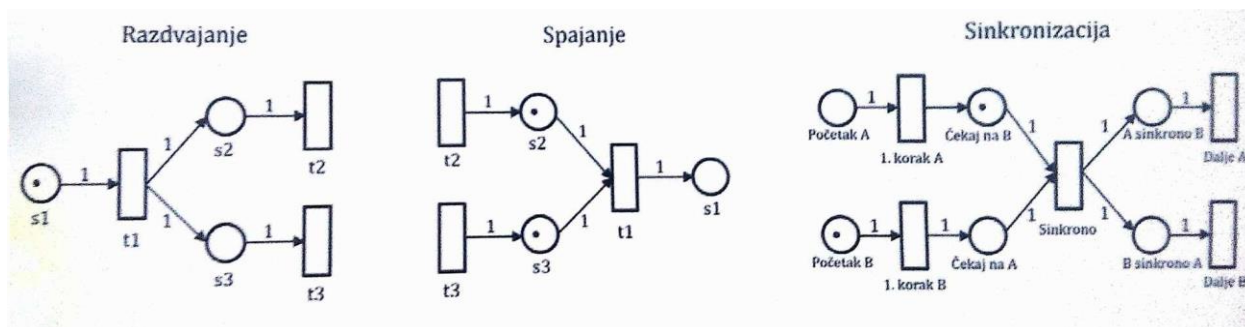 Razdvajanje
1
s1
t1
1
1
s2
s3
1
1
t2
t3
Spajanje
t2
t3
1
1
s2
s3
1
1
t1
1
s1
Sinkronizacija
Početak A
1
1. korak A
Čekaj na B
1
Početak B
1
1. korak B
1
Čekaj na A
1
Sinkrono
1
1
A sinkrono B
1
Dalje A
B sinkrono A
1
Dalje B